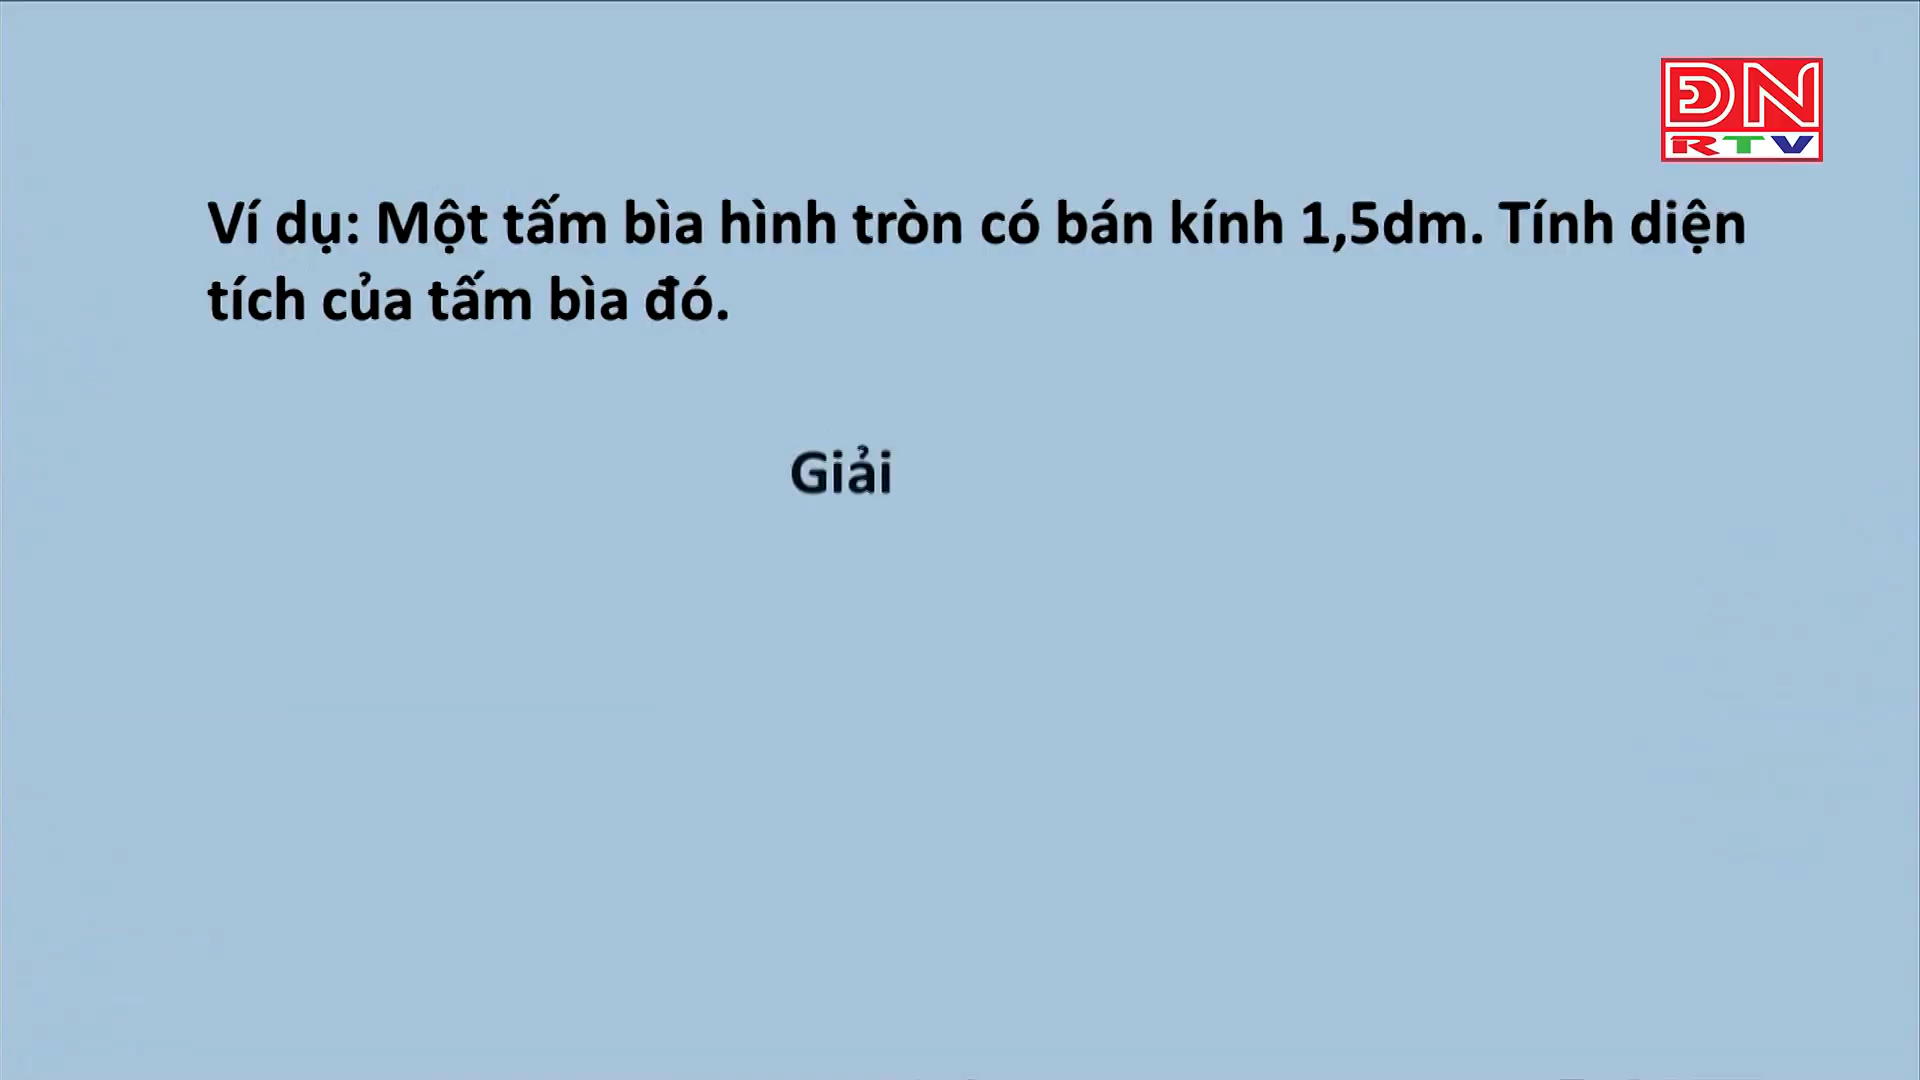 ĐN
RTV
Ví dụ: Một tấm bìa hình tròn có bán kính 1,5dm. Tính diện
tích của tấm bìa đó.
Giải